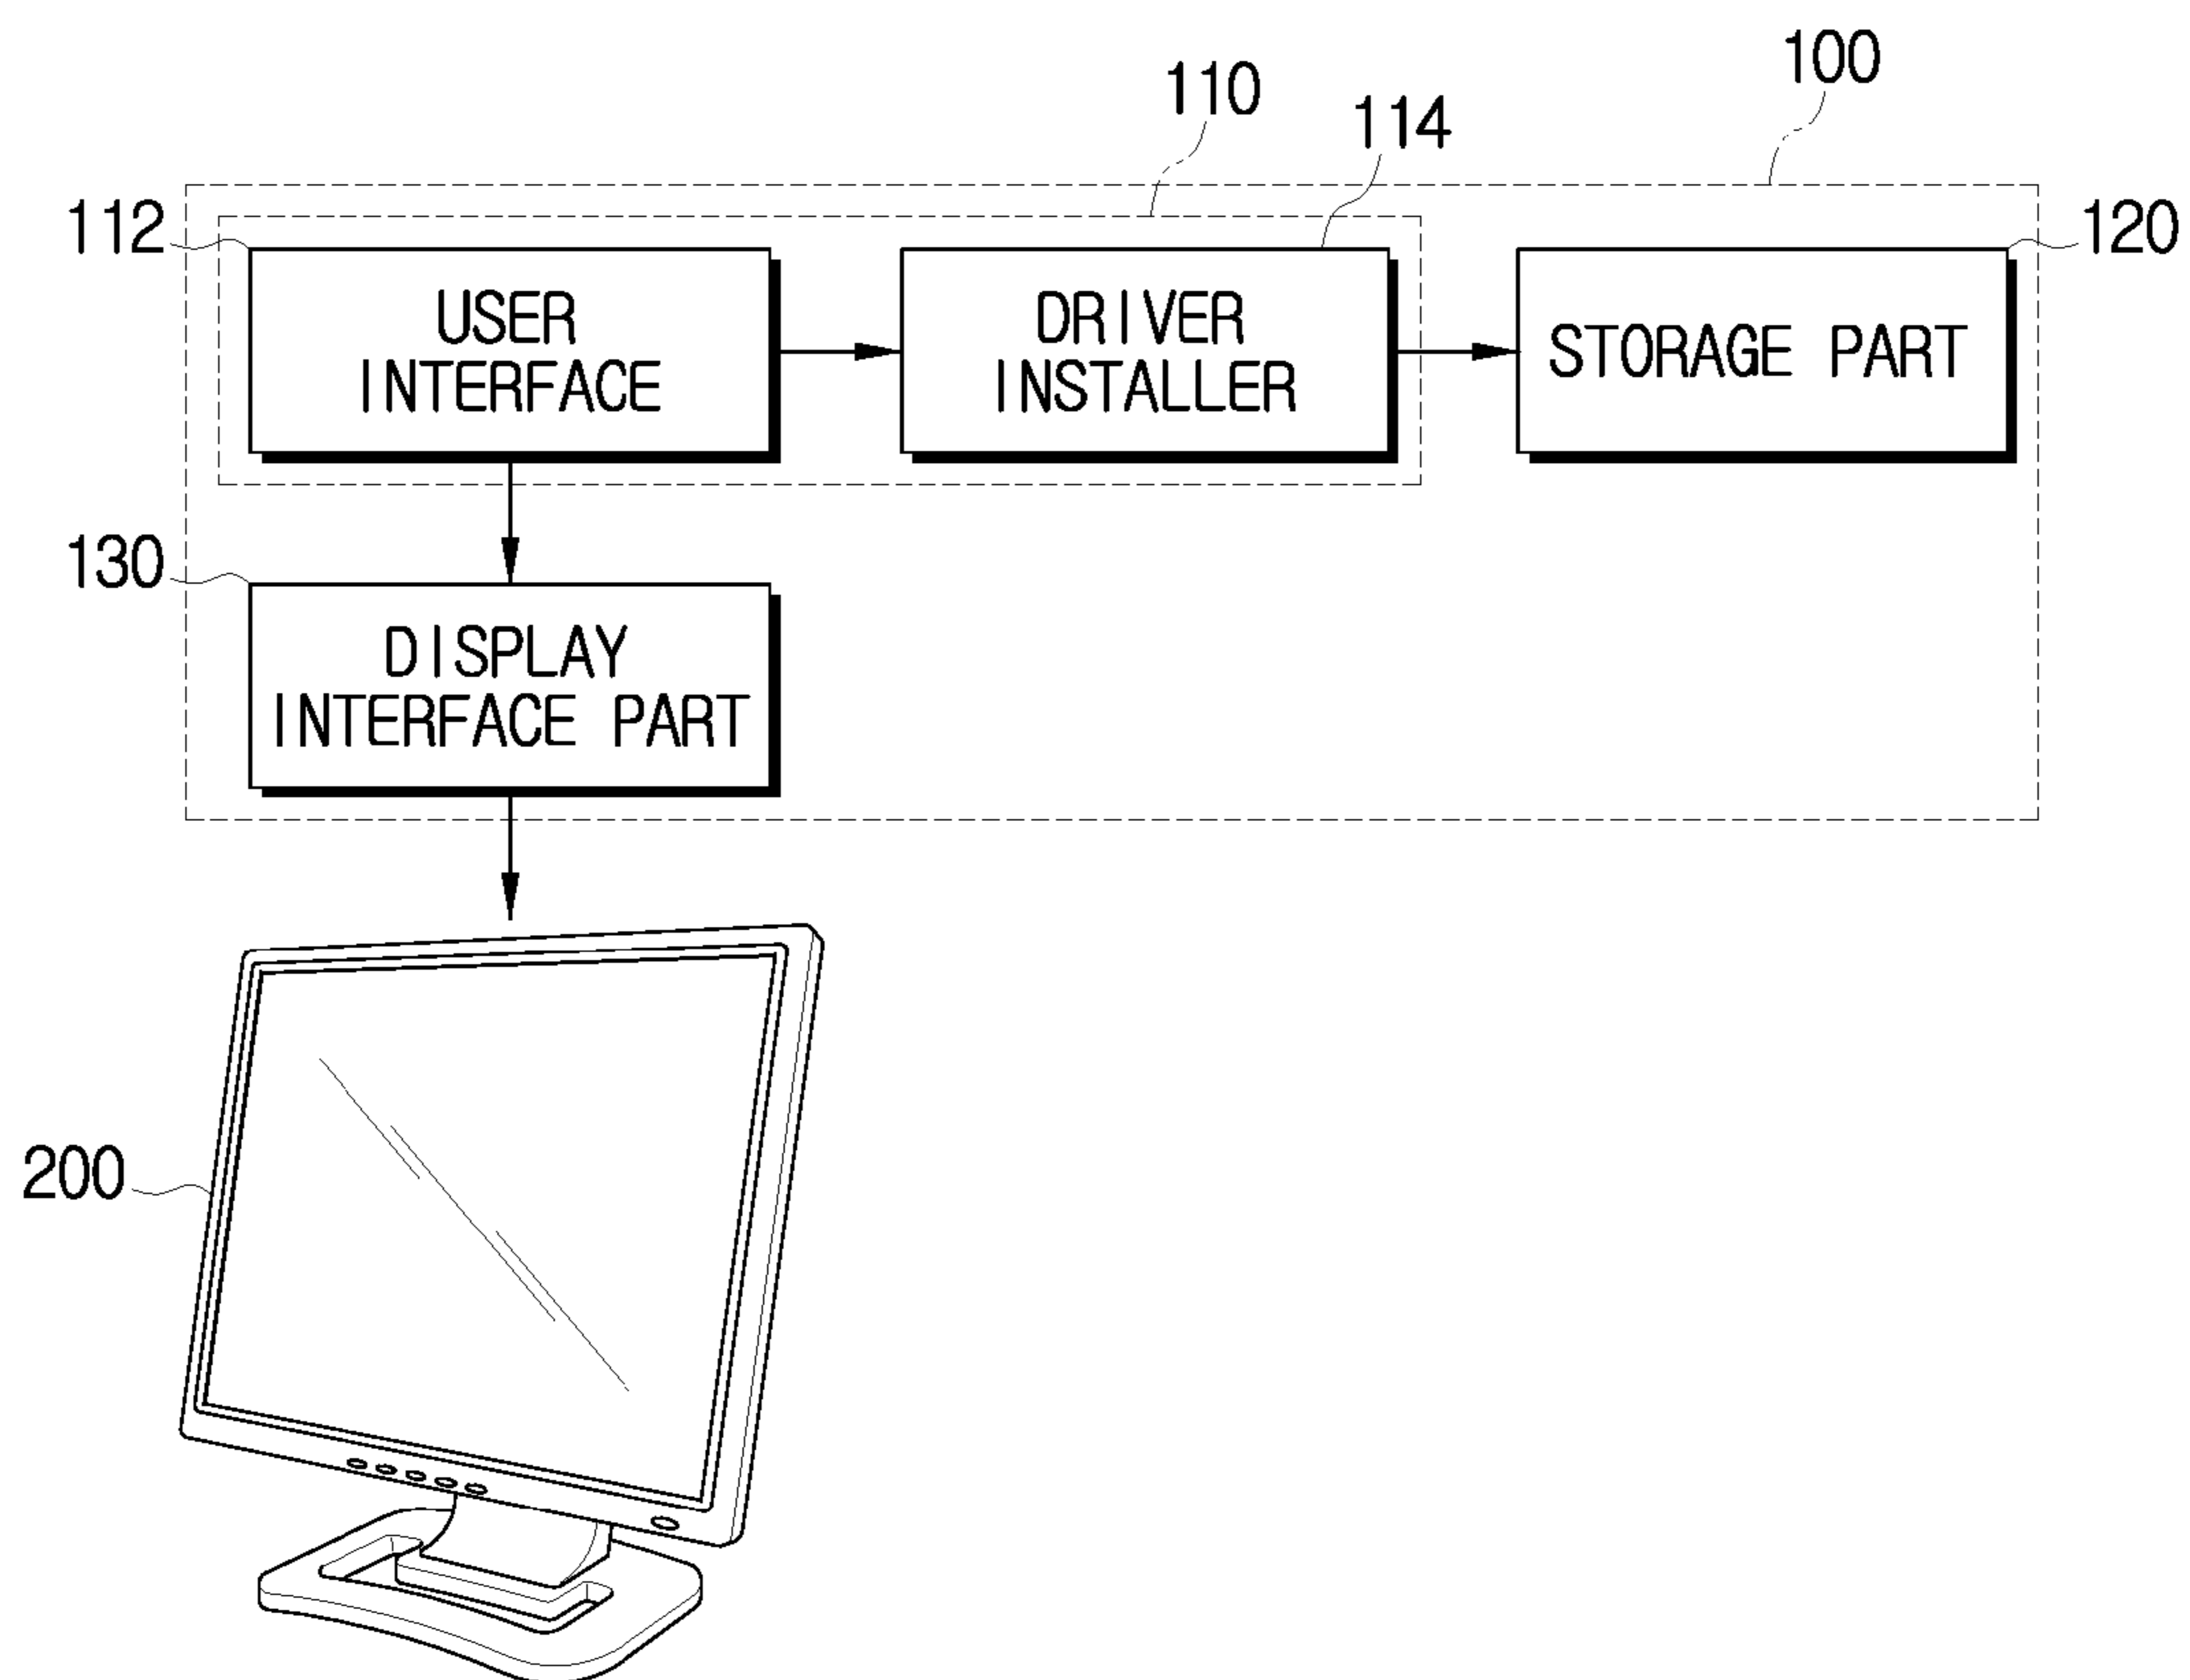 100
110
114
112
120
USER
INTERFACE
DRIVER
INSTALLER
STORAGE PART
130
DISPLAY
INTERFACE PART
200